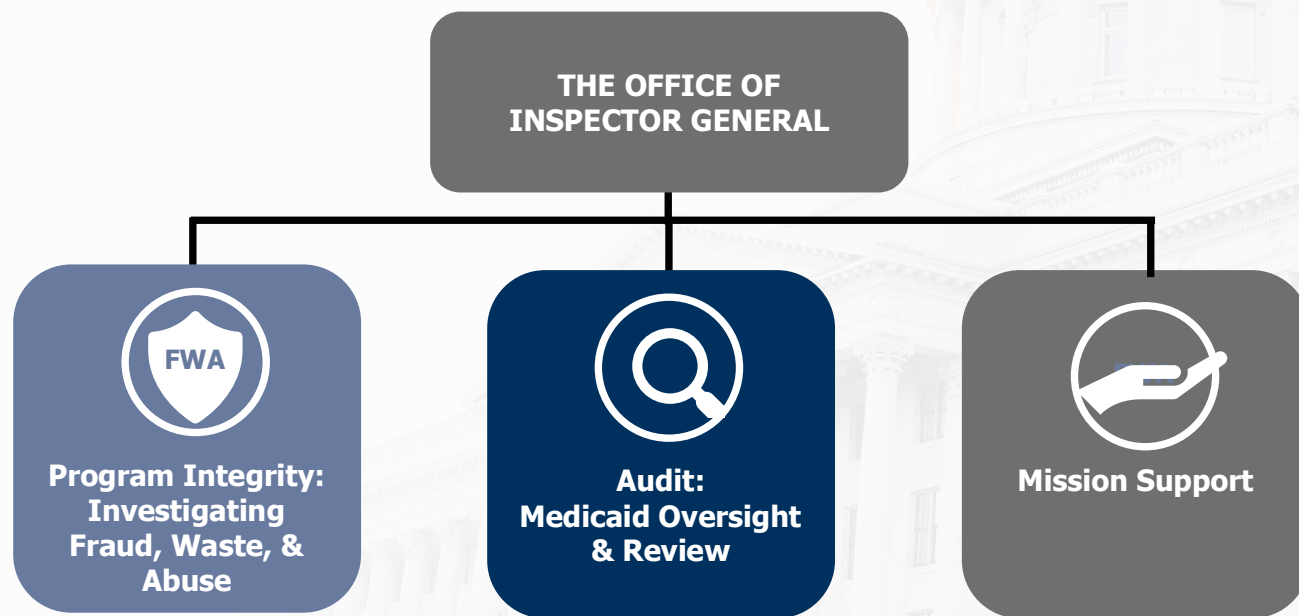 THE OFFICE OF
INSPECTOR GENERAL
FWA
Program Integrity:
Investigating
Fraud, Waste, &
Abuse
Audit:
Medicaid Oversight
& Review
Mission Support